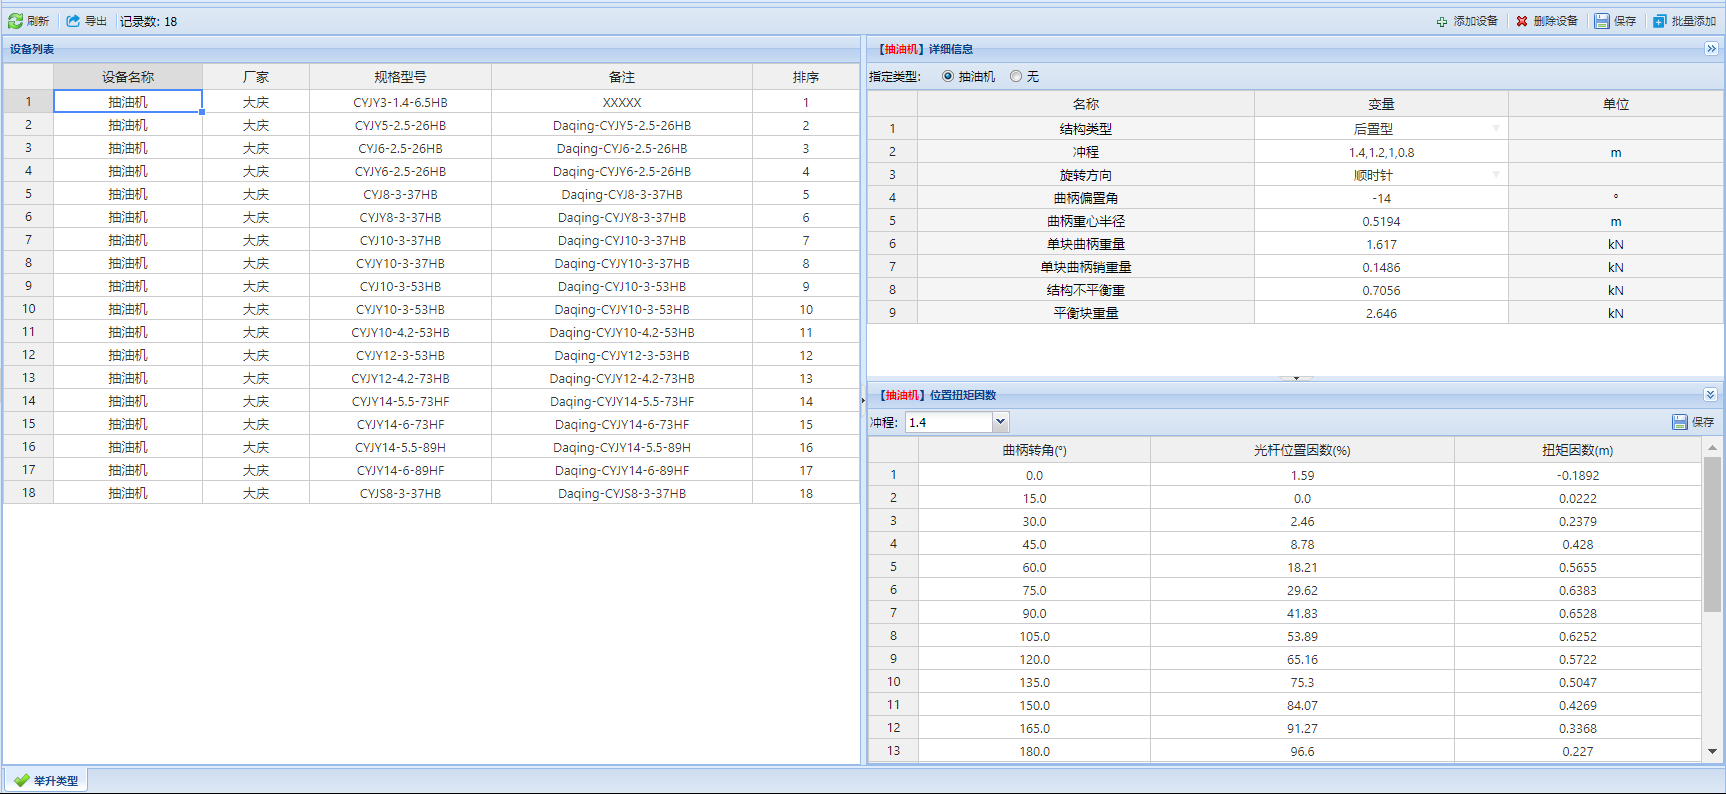 刷新 导出 记录数: 18 添加设备 删除设备 保存 批量添加
设备列表
设备名称 厂家 规格型号 备注 排序
1 抽油机 大庆 CYJY3-1.4-6.5HB XXXXX 1
2 抽油机 大庆 CYJY5-2.5-26HB Daqing-CYJY5-2.5-26HB 2
3 抽油机 大庆 CYJ6-2.5-26HB Daqing-CYJ6-2.5-26HB 3
4 抽油机 大庆 CYJY6-2.5-26HB Daqing-CYJY6-2.5-26HB 4
5 抽油机 大庆 CYJ8-3-37HB Daqing-CYJ8-3-37HB 5
6 抽油机 大庆 CYJY8-3-37HB Daqing-CYJY8-3-37HB 6
7 抽油机 大庆 CYJ10-3-37HB Daqing-CYJ10-3-37HB 7
8 抽油机 大庆 CYJY10-3-37HB Daqing-CYJY10-3-37HB 8
9 抽油机 大庆 CYJ10-3-53HB Daqing-CYJ10-3-53HB 9
10 抽油机 大庆 CYJY10-3-53HB Daqing-CYJY10-3-53HB 10
11 抽油机 大庆 CYJY10-4.2-53HB Daqing-CYJY10-4.2-53HB 11
12 抽油机 大庆 CYJY12-3-53HB Daqing-CYJY12-3-53HB 12
13 抽油机 大庆 CYJY12-4.2-73HB Daqing-CYJY12-4.2-73HB 13
14 抽油机 大庆 CYJY14-5.5-73HF Daqing-CYJY14-5.5-73HF 14
15 抽油机 大庆 CYJY14-6-73HF Daqing-CYJY14-6-73HF 15
16 抽油机 大庆 CYJY14-5.5-89H Daqing-CYJY14-5.5-89H 16
17 抽油机 大庆 CYJY14-6-89HF Daqing-CYJY14-6-89HF 17
18 抽油机 大庆 CYJS8-3-37HB Daqing-CYJS8-3-37HB 18
【抽油机】详细信息
指定类型: 抽油机 无
名称 变量 单位
1 结构类型 后置型
2 冲程 1.4,1.2,1,0.8 m
3 旋转方向 顺时针
4 曲柄偏置角 -14 °
5 曲柄重心半径 0.5194 m
6 单块曲柄重量 1.617 kN
7 单块曲柄销重量 0.1486 kN
8 结构不平衡重 0.7056 kN
9 平衡块重量 2.646 kN
【抽油机】位置扭矩因数
冲程: 1.4 保存
曲柄转角(°) 光杆位置因数(%) 扭矩因数(m)
1 0.0 1.59 -0.1892
2 15.0 0.0 0.0222
3 30.0 2.46 0.2379
4 45.0 8.78 0.428
5 60.0 18.21 0.5655
6 75.0 29.62 0.6383
7 90.0 41.83 0.6528
8 105.0 53.89 0.6252
9 120.0 65.16 0.5722
10 135.0 75.3 0.5047
11 150.0 84.07 0.4269
12 165.0 91.27 0.3368
13 180.0 96.6 0.227
举升类型